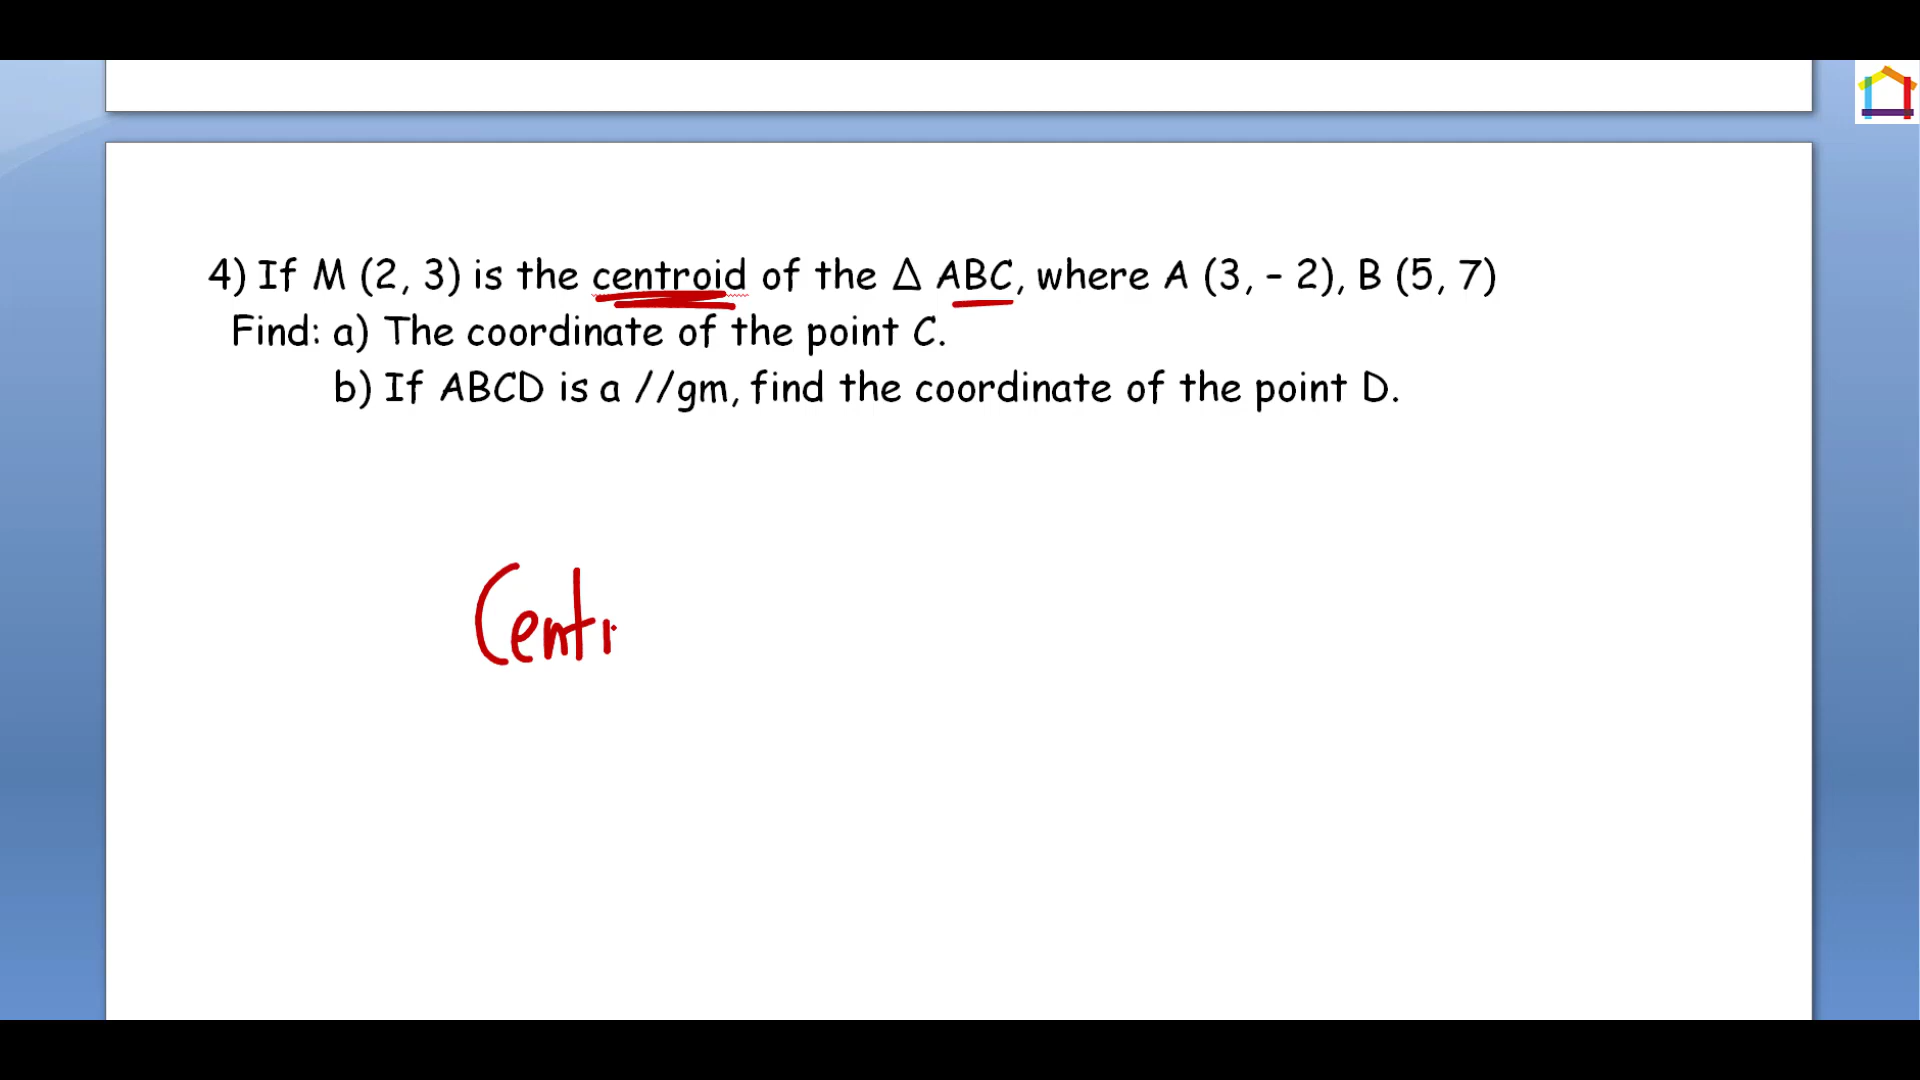 4) If M (2, 3) is the centroid of the Δ ABC, where A (3, - 2), B (5, 7)
Find: a) The coordinate of the point C.
b) If ABCD is a //gm, find the coordinate of the point D.
Centr